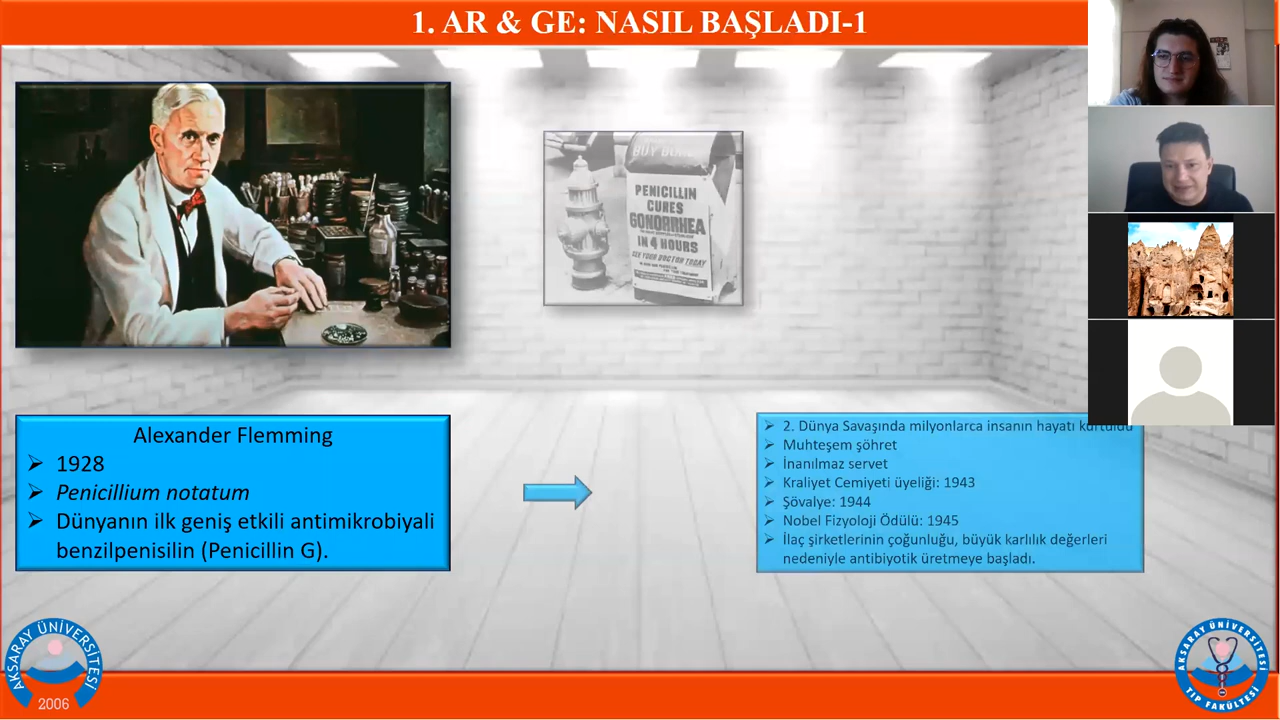 1. AR & GE: NASIL BAŞLADI-1
BUY
PENICILLIN
CURES
GONORRHEA
IN 4 HOURS
SEE YOUR DOCTOR TODAY
Alexander Flemming
➢ 1928
➢ Penicillium notatum
➢ Dünyanın ilk geniş etkili antimikrobiyali
benzilpenisilin (Penicillin G).
➢ 2. Dünya Savaşında milyonlarca insanın hayatı kurtuldu
➢ Muhteşem şöhret
➢ İnanılmaz servet
➢ Kraliyet Cemiyeti üyeliği: 1943
➢ Şövalye: 1944
➢ Nobel Fizyoloji Ödülü: 1945
➢ İlaç şirketlerinin çoğunluğu, büyük karlılık değerleri
nedeniyle antibiyotik üretmeye başladı.
AKSARAY ÜNİVERSİTESİ
2006
AKSARAY ÜNİVERSİTESİ
TIP FAKÜLTESİ